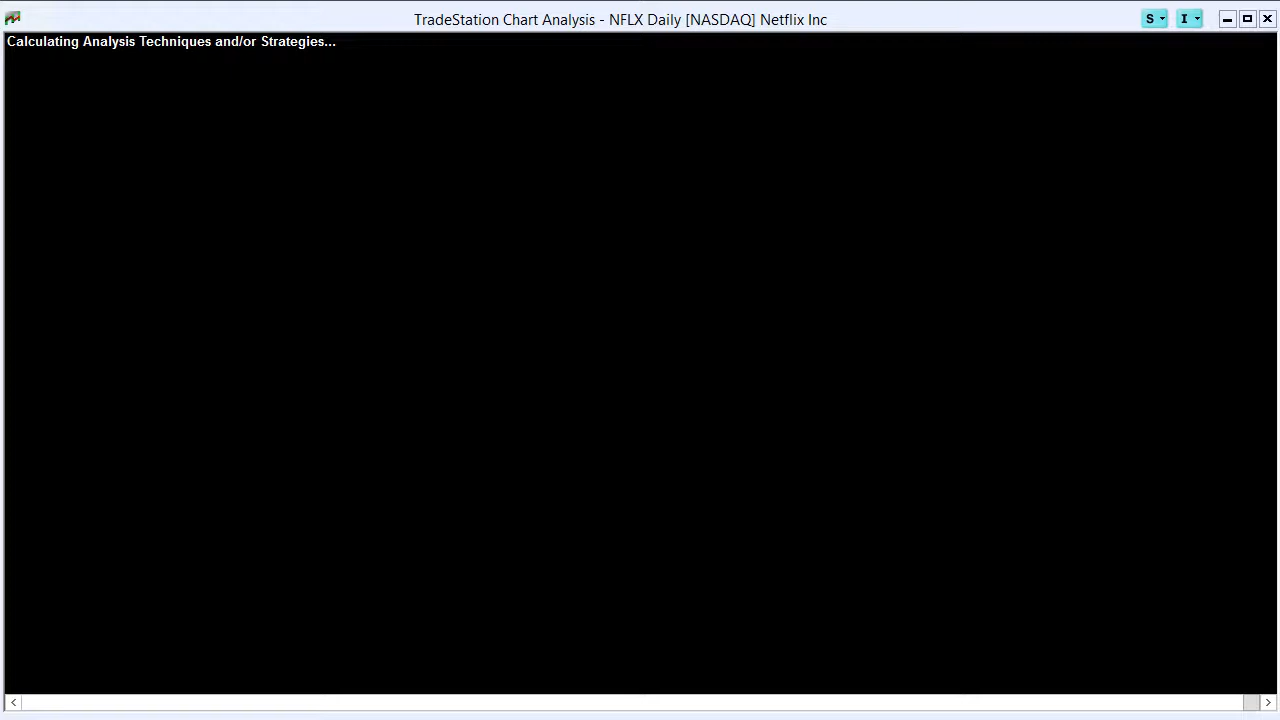 TradeStation Chart Analysis - NFLX Daily [NASDAQ] Netflix Inc
S
I
Calculating Analysis Techniques and/or Strategies...